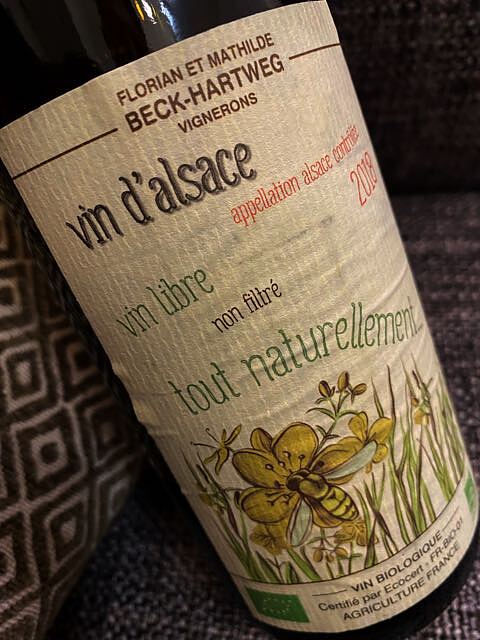 FLORIAN ET MATHILDE
BECK-HARTWEG
VIGNERONS
vin d'alsace
appellation alsace contrôlée
2018
vin libre
non filtré
tout naturellement...
VIN BIOLOGIQUE
Certifié par Ecocert - FR-BIO-01
AGRICULTURE FRANCE